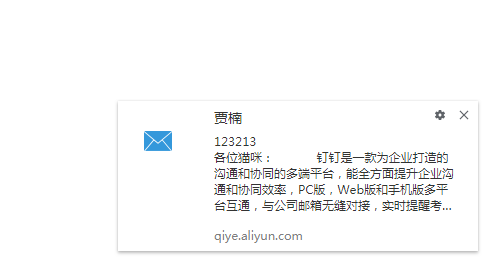 贾楠
123213
各位猫咪： 钉钉是一款为企业打造的
沟通和协同的多端平台，能全方面提升企业沟
通和协同效率，PC版，Web版和手机版多平
台互通，与公司邮箱无缝对接，实时提醒考...
qiye.aliyun.com